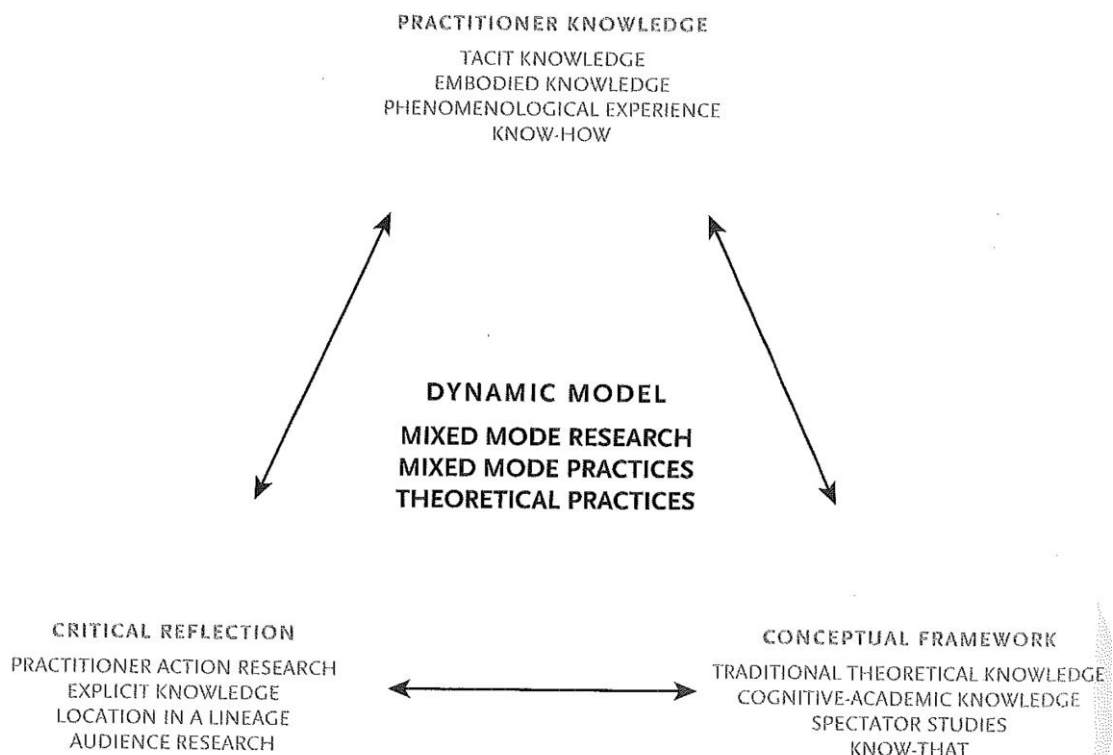 PRACTITIONER KNOWLEDGE
TACIT KNOWLEDGE
EMBODIED KNOWLEDGE
PHENOMENOLOGICAL EXPERIENCE
KNOW-HOW
DYNAMIC MODEL
MIXED MODE RESEARCH
MIXED MODE PRACTICES
THEORETICAL PRACTICES
CRITICAL REFLECTION
PRACTITIONER ACTION RESEARCH
EXPLICIT KNOWLEDGE
LOCATION IN A LINEAGE
AUDIENCE RESEARCH
CONCEPTUAL FRAMEWORK
TRADITIONAL THEORETICAL KNOWLEDGE
COGNITIVE-ACADEMIC KNOWLEDGE
SPECTATOR STUDIES
KNOW-THAT